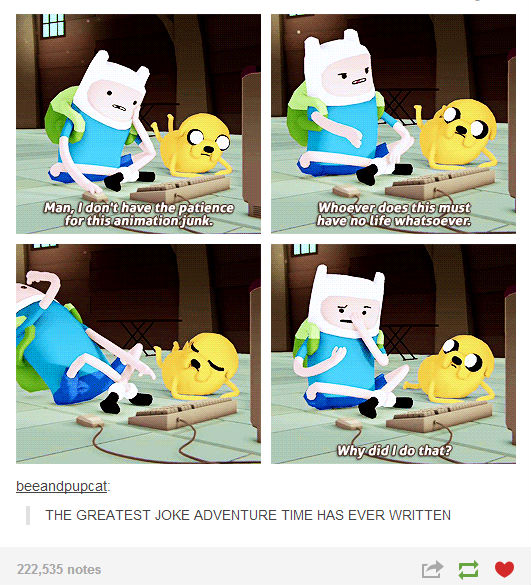 Man, I don't have the patience
for this animation junk.
Whoever does this must
have no life whatsoever.
Why did I do that?
beeandpupcat:
THE GREATEST JOKE ADVENTURE TIME HAS EVER WRITTEN
222,535 notes